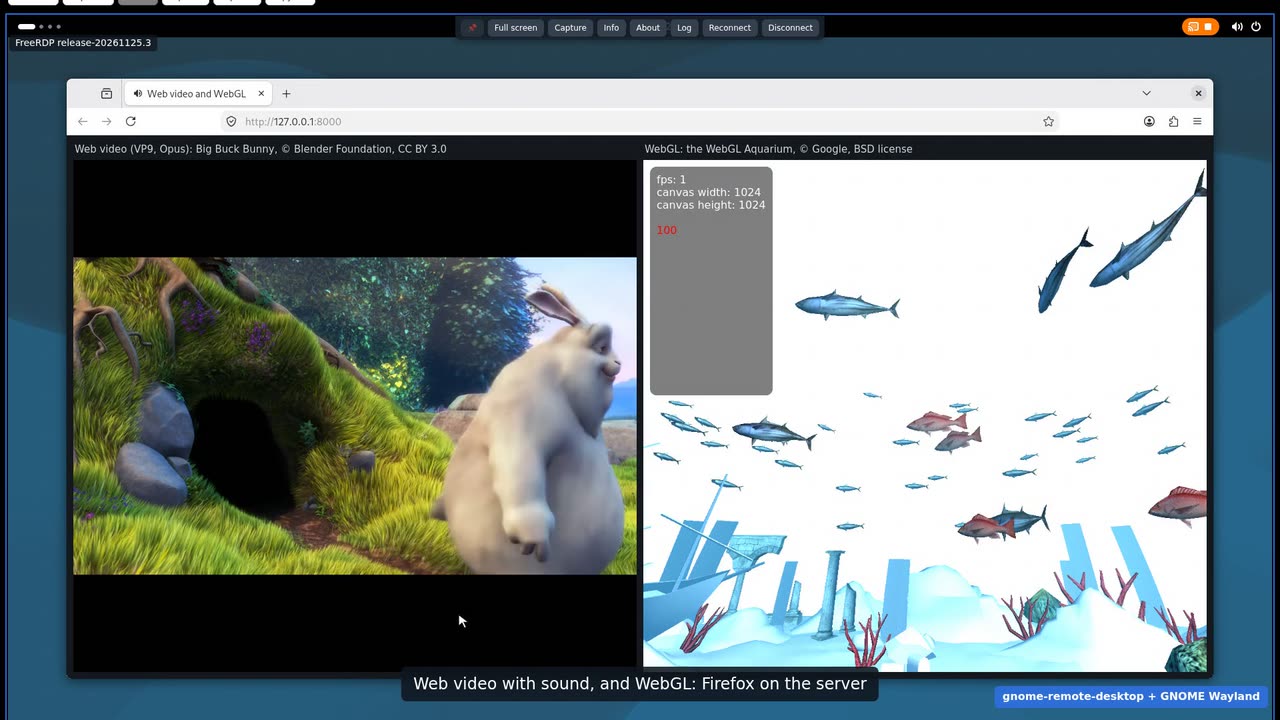 Full screen
Capture
Info
About
Log
Reconnect
Disconnect
FreeRDP release-20261125.3
Web video and WebGL
http://127.0.0.1:8000
Web video (VP9, Opus): Big Buck Bunny, © Blender Foundation, CC BY 3.0
WebGL: the WebGL Aquarium, © Google, BSD license
fps: 1
canvas width: 1024
canvas height: 1024
100
Web video with sound, and WebGL: Firefox on the server
gnome-remote-desktop + GNOME Wayland